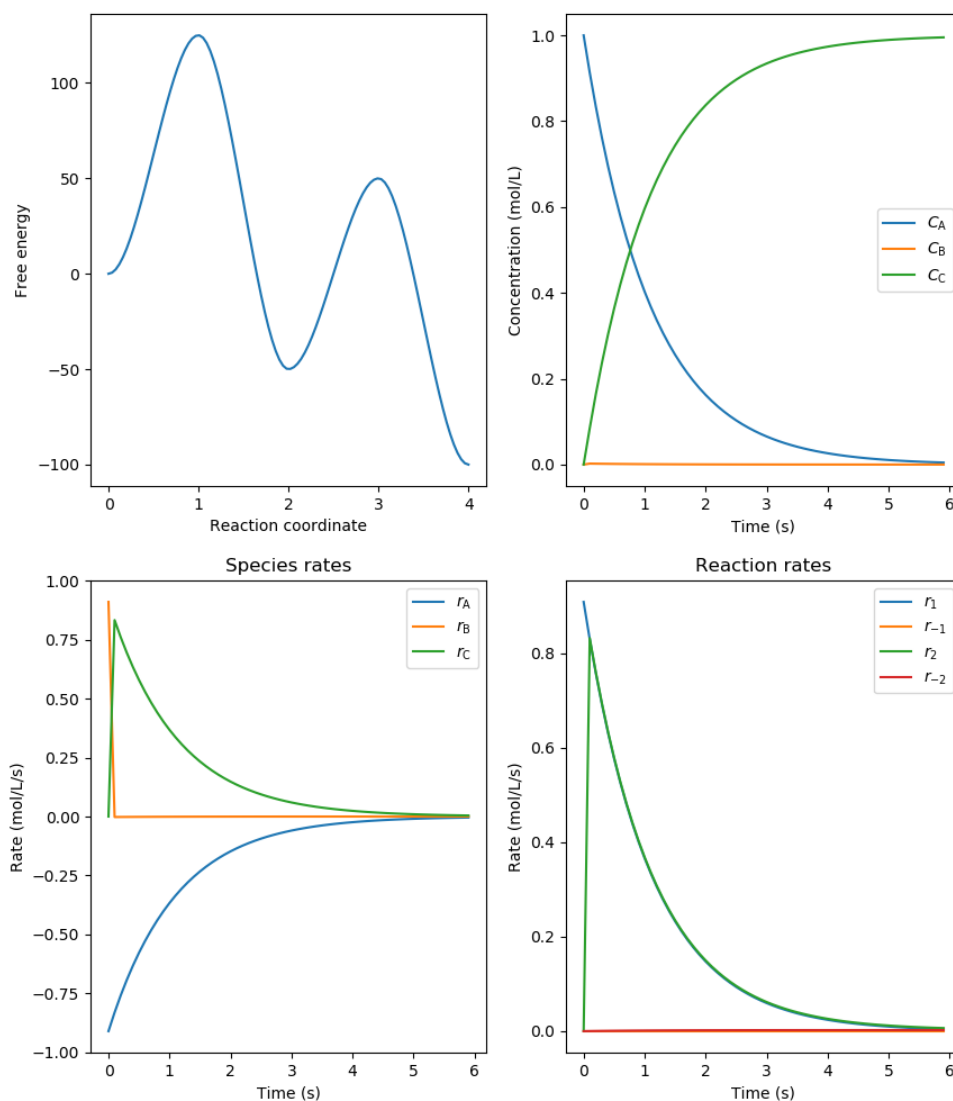 100
50
0
−50
−100
Free energy
0 1 2 3 4
Reaction coordinate
1.0
0.8
0.6
0.4
0.2
0.0
Concentration (mol/L)
C_A
C_B
C_C
0 1 2 3 4 5 6
Time (s)
Species rates
1.00
0.75
0.50
0.25
0.00
−0.25
−0.50
−0.75
−1.00
Rate (mol/L/s)
r_A
r_B
r_C
0 1 2 3 4 5 6
Time (s)
Reaction rates
0.8
0.6
0.4
0.2
0.0
Rate (mol/L/s)
r_1
r_−1
r_2
r_−2
0 1 2 3 4 5 6
Time (s)